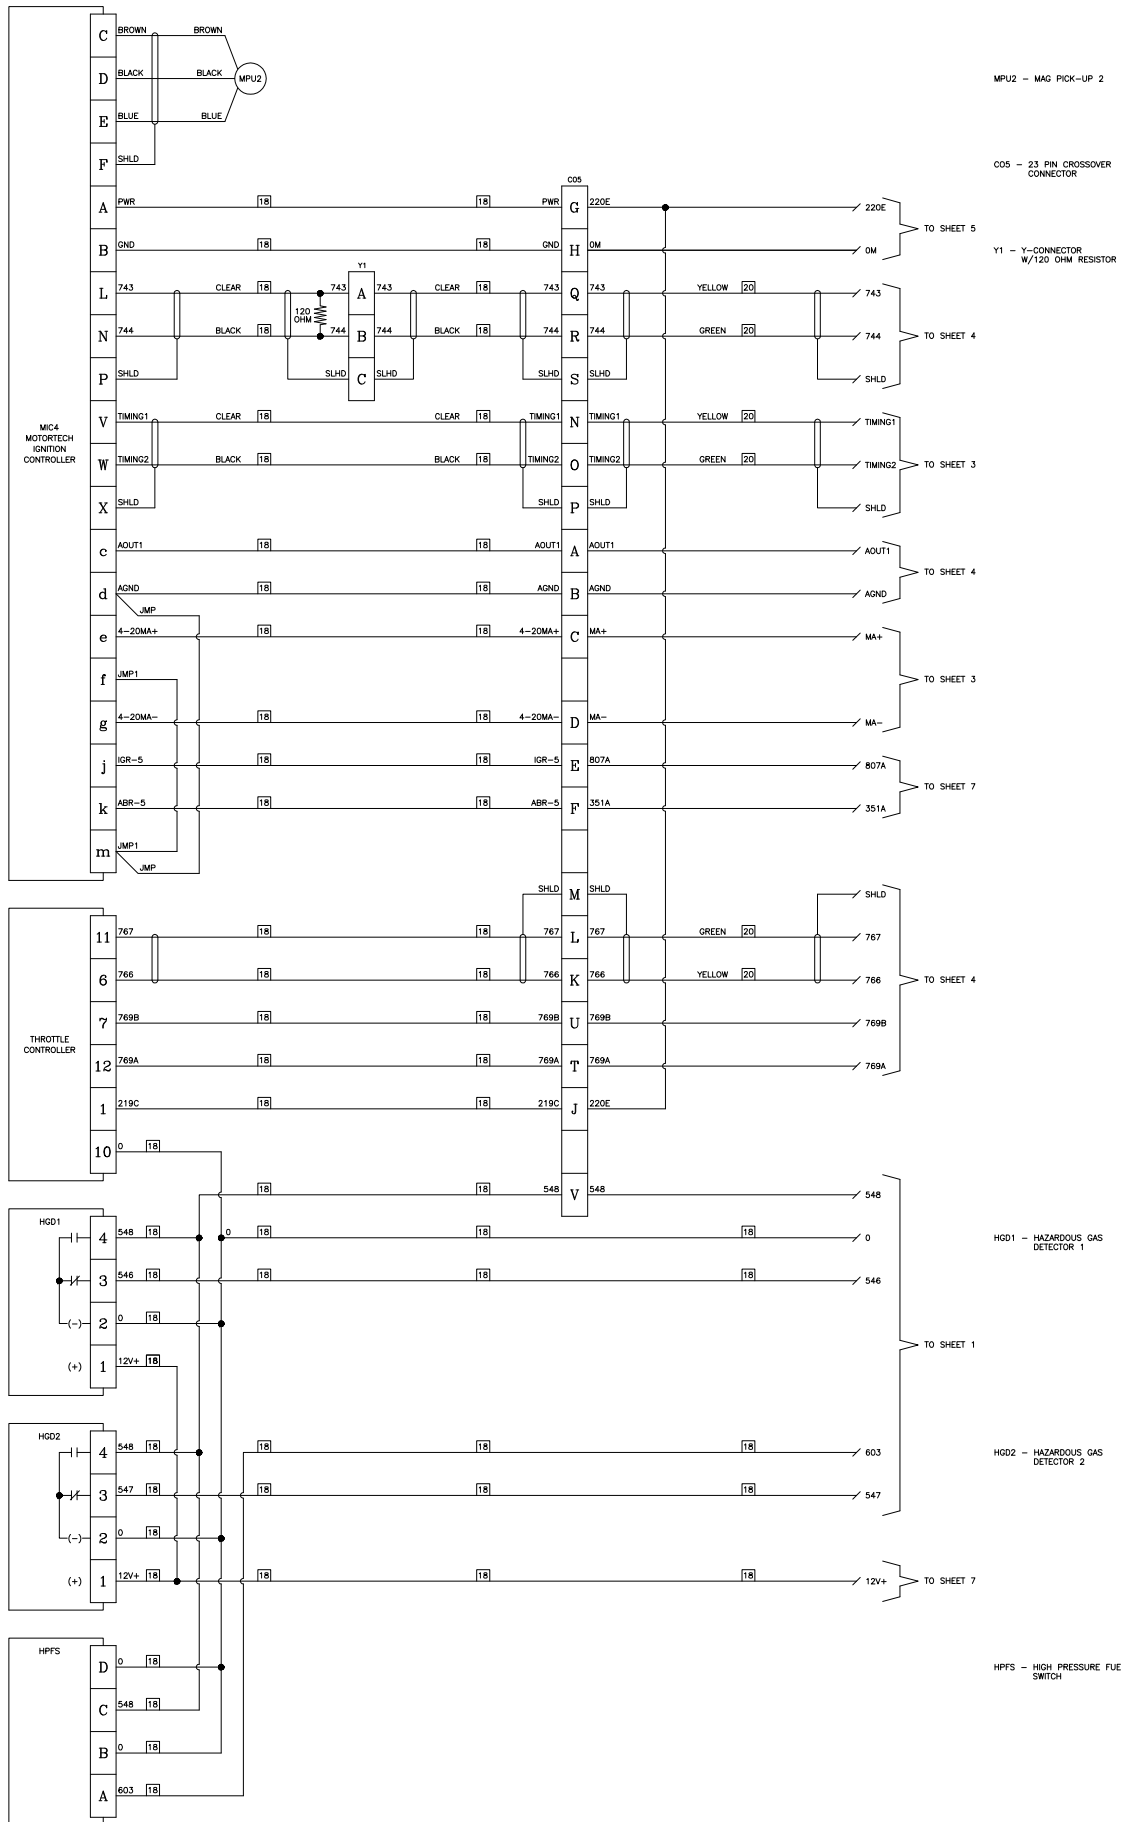 C BROWN BROWN
D BLACK BLACK MPU2 MPU2 – MAG PICK-UP 2
E BLUE BLUE
F SHLD CO5 – 23 PIN CROSSOVER
CONNECTOR
CO5
A PWR 18 18 PWR G 220E 220E
TO SHEET 5
B GND 18 18 GND H 0M 0M Y1 – Y-CONNECTOR
W/120 OHM RESISTOR
Y1
L 743 CLEAR 18 743 A 743 CLEAR 18 743 Q 743 YELLOW 20 743
120
OHM
N 744 BLACK 18 744 B 744 BLACK 18 744 R 744 GREEN 20 744 TO SHEET 4
P SHLD SLHD C SLHD SLHD S SHLD SHLD
V TIMING1 CLEAR 18 CLEAR 18 TIMING1 N TIMING1 YELLOW 20 TIMING1
MIC4
MOTORTECH
IGNITION
CONTROLLER
W TIMING2 BLACK 18 BLACK 18 TIMING2 O TIMING2 GREEN 20 TIMING2 TO SHEET 3
X SHLD SHLD P SHLD SHLD
c AOUT1 18 18 AOUT1 A AOUT1 AOUT1
TO SHEET 4
d AGND 18 18 AGND B AGND AGND
JMP
e 4-20MA+ 18 18 4-20MA+ C MA+ MA+
f JMP1 TO SHEET 3
g 4-20MA- 18 18 4-20MA- D MA- MA-
j IGR-5 18 18 IGR-5 E 807A 807A
TO SHEET 7
k ABR-5 18 18 ABR-5 F 351A 351A
m JMP1
JMP
SHLD M SHLD SHLD
11 767 18 18 767 L 767 GREEN 20 767
6 766 18 18 766 K 766 YELLOW 20 766 TO SHEET 4
7 769B 18 18 769B U 769B 769B
THROTTLE
CONTROLLER
12 769A 18 18 769A T 769A 769A
1 219C 18 18 219C J 220E
10 0 18
18 18 548 V 548 548
HGD1
4 548 18 0 18 18 18 0 HGD1 – HAZARDOUS GAS
DETECTOR 1
3 546 18 18 18 18 546
(-) 2 0 18
TO SHEET 1
(+) 1 12V+ 18
HGD2
4 548 18 18 18 18 603 HGD2 – HAZARDOUS GAS
DETECTOR 2
3 547 18 18 18 18 547
(-) 2 0 18
(+) 1 12V+ 18 18 18 18 12V+ TO SHEET 7
HPFS
D 0 18 HPFS – HIGH PRESSURE FUE
SWITCH
C 548 18
B 0 18
A 603 18